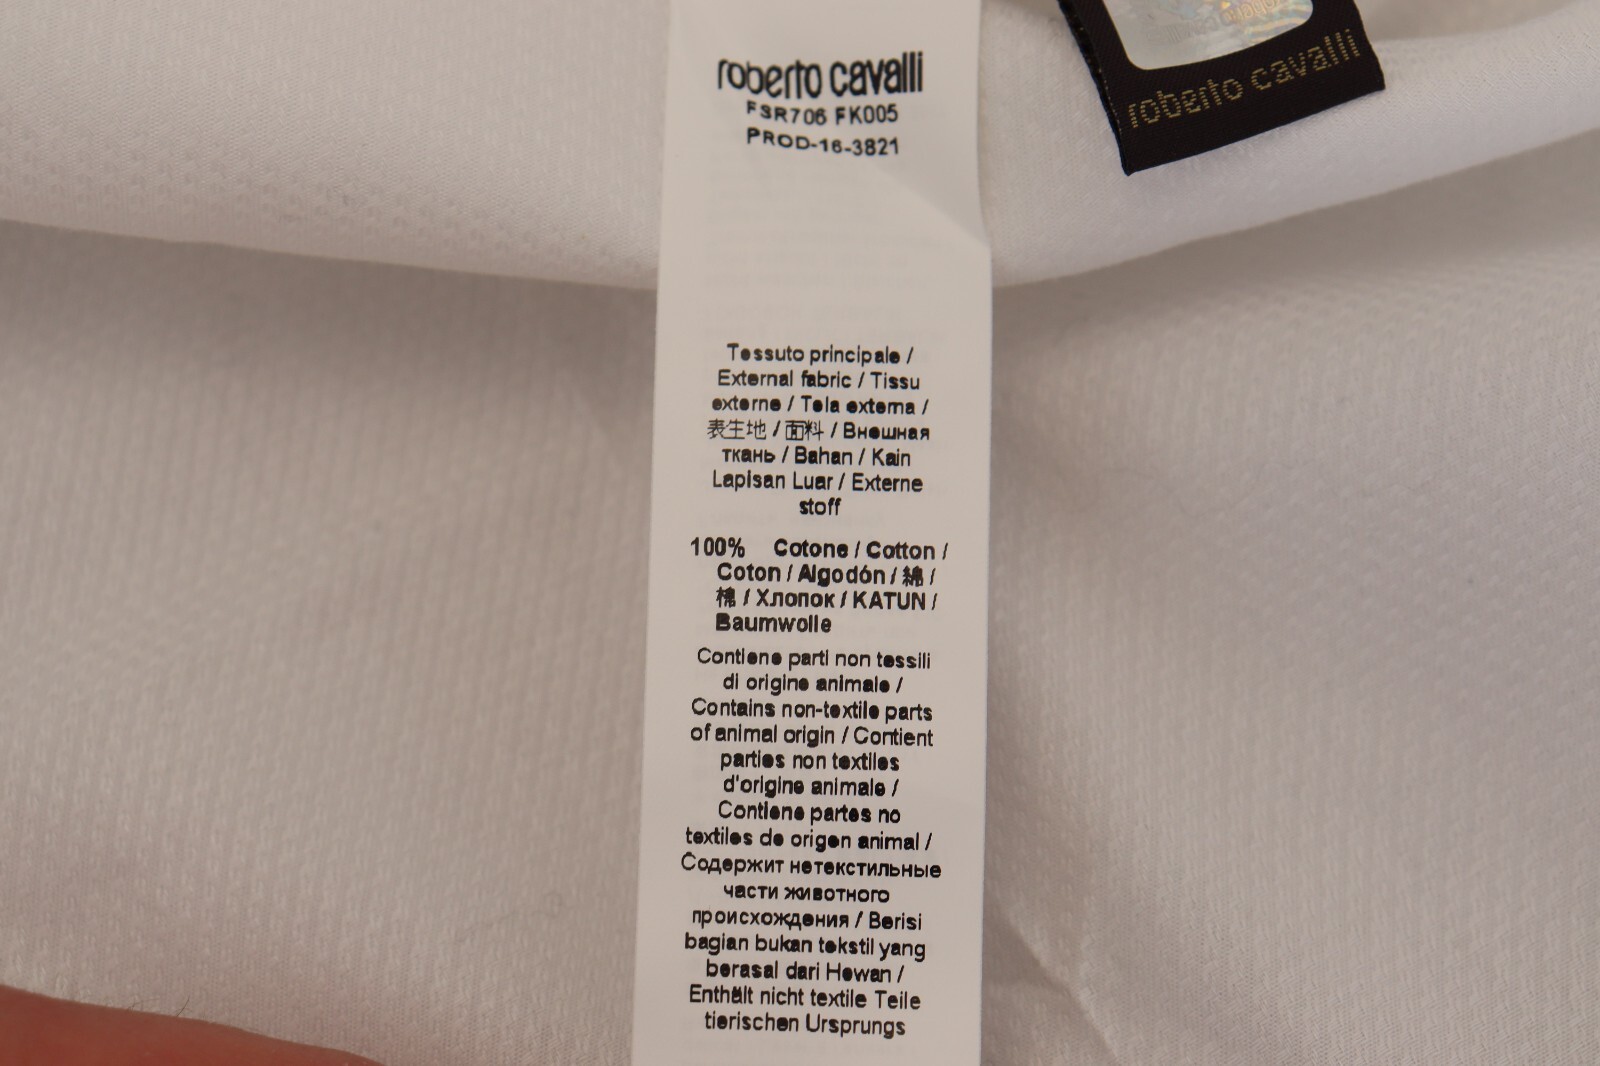 roberto cavalli
FSR706 FK005
PROD-16-3821
roberto cavalli
Tessuto principale /
External fabric / Tissu
externe / Tela externa /
表生地 / 面料 / Внешная
ткань / Bahan / Kain
Lapisan Luar / Externe
stoff
100% Cotone / Cotton /
Coton / Algodón / 綿 /
棉 / Хлопок / KATUN /
Baumwolle
Contiene parti non tessili
di origine animale /
Contains non-textile parts
of animal origin / Contient
parties non textiles
d'origine animale /
Contiene partes no
textiles de origen animal /
Содержит нетекстильные
части животного
происхождения / Berisi
bagian bukan tekstil yang
berasal dari Hewan /
Enthält nicht textile Teile
tierischen Ursprungs